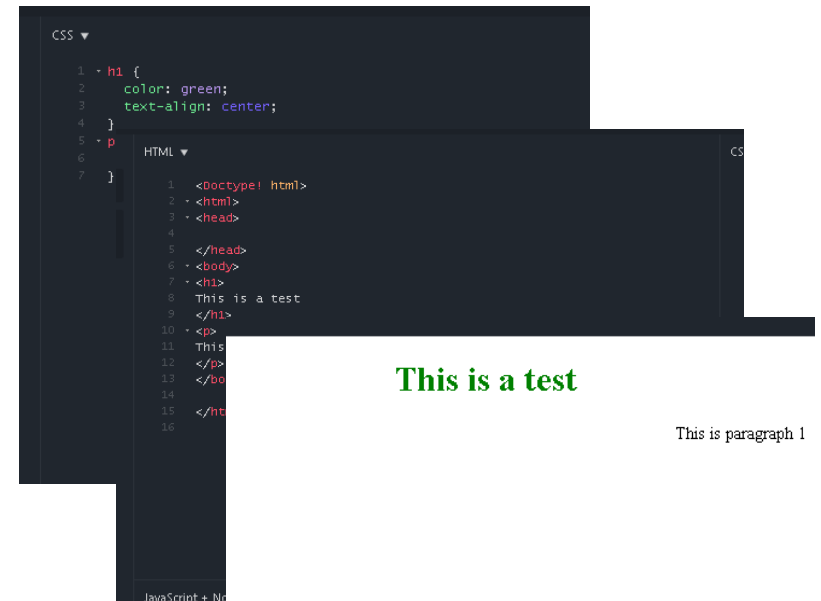 CSS ▼
1 h1 {
2 color: green;
3 text-align: center;
4 }
5 p
6
7 }
HTML ▼
CS
1 <Doctype! html>
2 <html>
3 <head>
4
5 </head>
6 <body>
7 <h1>
8 This is a test
9 </h1>
10 <p>
11 This
12 </p>
13 </bo
14
15 </ht
16
JavaScript + No
This is a test
This is paragraph 1